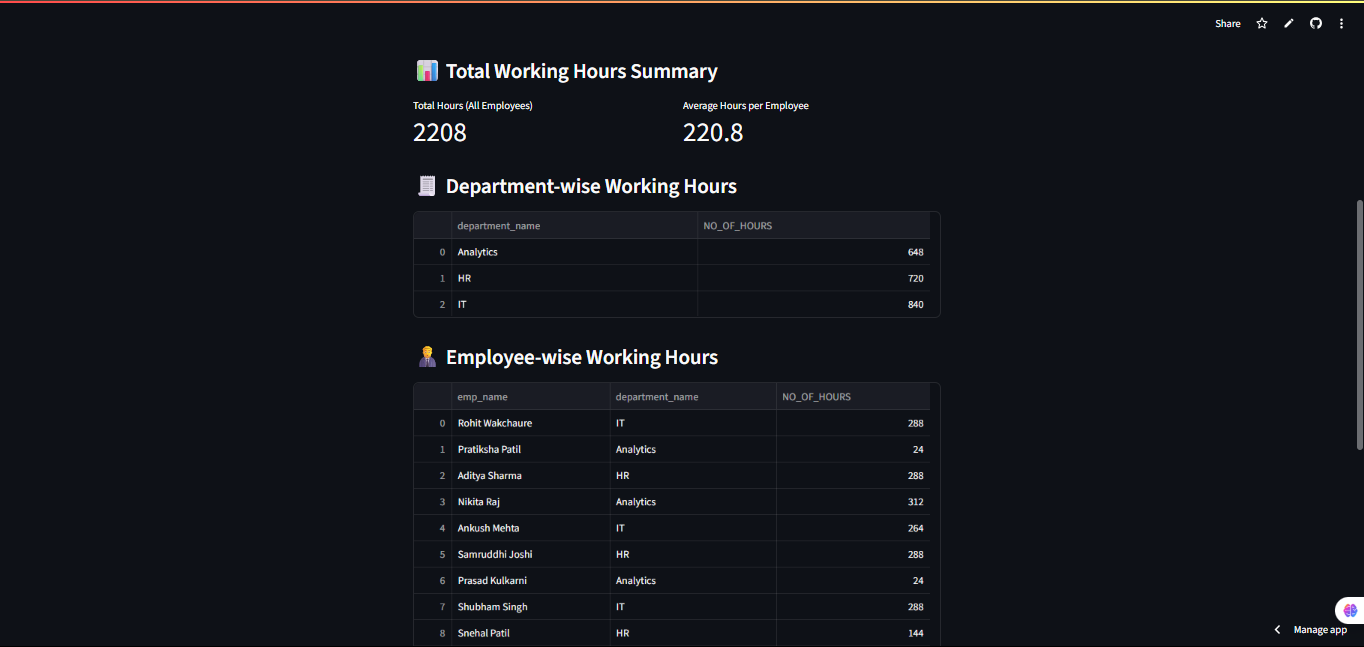 Share
Total Working Hours Summary
Total Hours (All Employees) Average Hours per Employee
2208 220.8
Department-wise Working Hours
department_name NO_OF_HOURS
0 Analytics 648
1 HR 720
2 IT 840
Employee-wise Working Hours
emp_name department_name NO_OF_HOURS
0 Rohit Wakchaure IT 288
1 Pratiksha Patil Analytics 24
2 Aditya Sharma HR 288
3 Nikita Raj Analytics 312
4 Ankush Mehta IT 264
5 Samruddhi Joshi HR 288
6 Prasad Kulkarni Analytics 24
7 Shubham Singh IT 288
8 Snehal Patil HR 144
Manage app